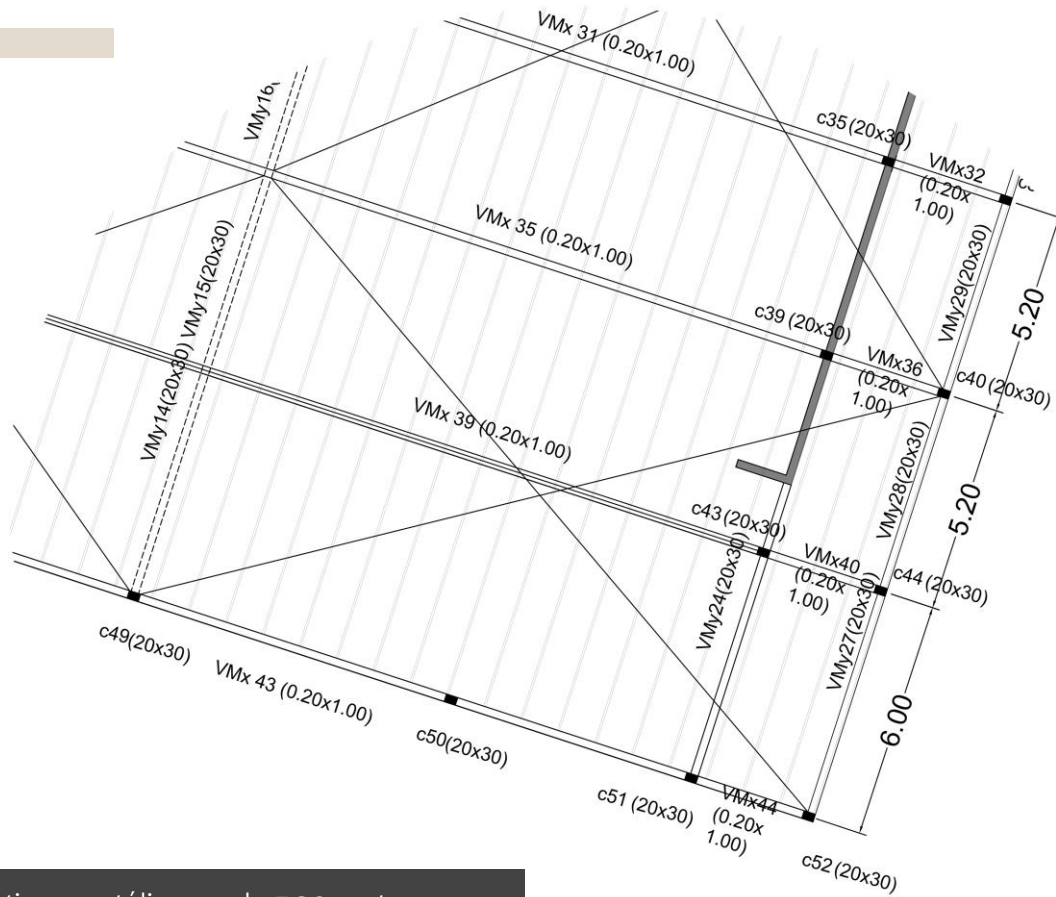 VMx 31 (0.20x1.00)
VMy16
c35 (20x30)
VMx32
(0.20x
1.00)
VMx 35 (0.20x1.00)
VMy15(20x30)
VMy29(20x30)
5.20
c39 (20x30)
VMx36
(0.20x
1.00)
c40 (20x30)
VMy14(20x30)
VMx 39 (0.20x1.00)
VMy28(20x30)
5.20
c43 (20x30)
VMx40
(0.20x
1.00)
c44 (20x30)
VMy24(20x30)
VMy27(20x30)
c49(20x30)
VMx 43 (0.20x1.00)
6.00
c50(20x30)
c51 (20x30)
VMx44
(0.20x
1.00)
c52 (20x30)